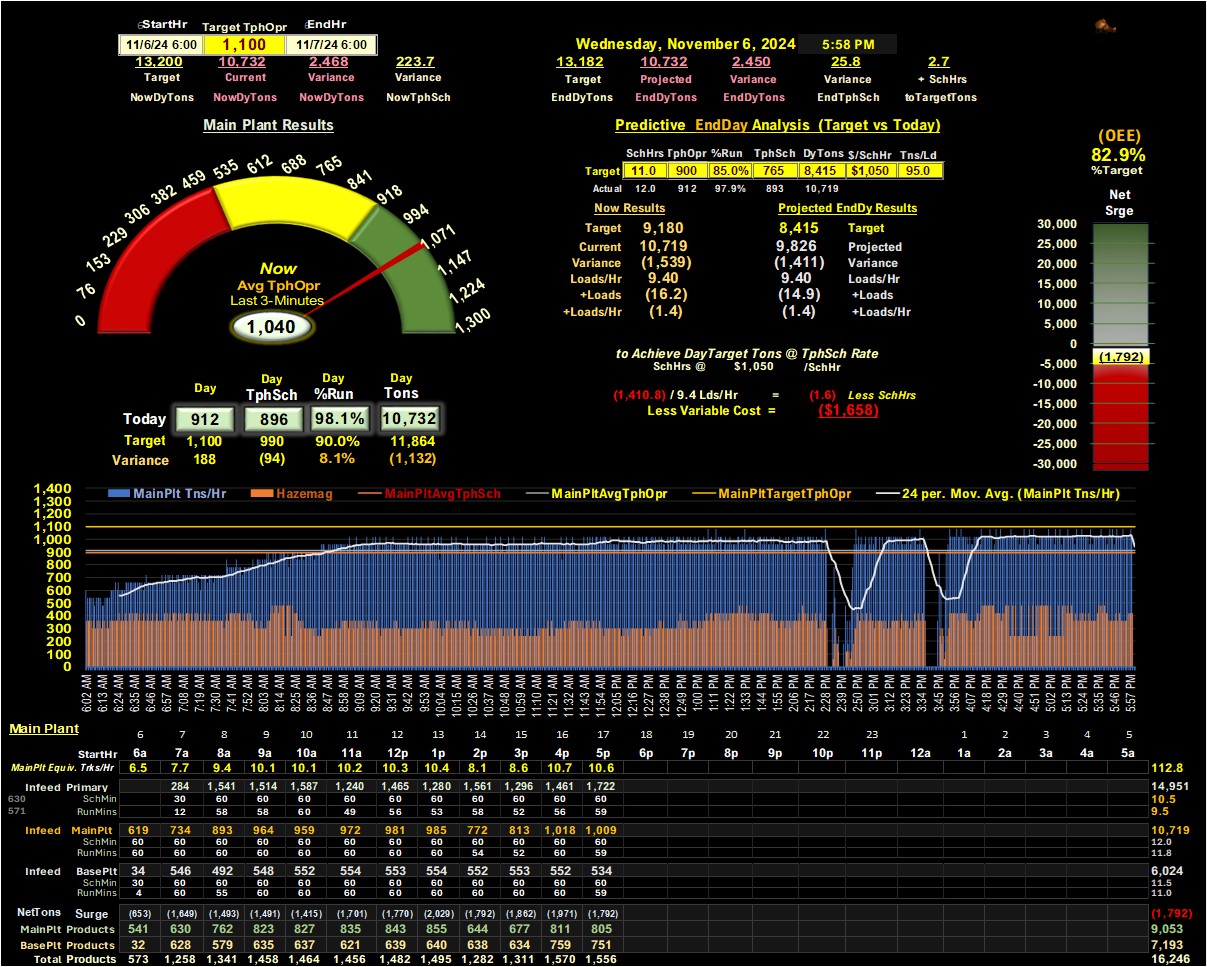 StartHr Target TphOpr EndHr
11/6/24 6:00 1,100 11/7/24 6:00
13,200 10,732 2,468 223.7
Target Current Variance Variance
NowDyTons NowDyTons NowDyTons NowTphSch
Wednesday, November 6, 2024 5:58 PM
13,182 10,732 2,450 25.8 2.7
Target Projected Variance Variance + SchHrs
EndDyTons EndDyTons EndDyTons EndTphSch toTargetTons
Main Plant Results
0 76 153 229 306 382 459 535 612 688 765 841 918 994 1,071 1,147 1,224 1,300
Now
Avg TphOpr
Last 3-Minutes
1,040
Day Day Day Day
TphSch %Run Tons
Today 912 896 98.1% 10,732
Target 1,100 990 90.0% 11,864
Variance 188 (94) 8.1% (1,132)
Predictive EndDay Analysis (Target vs Today)
SchHrs TphOpr %Run TphSch DyTons $/SchHr Tns/Ld
Target 11.0 900 85.0% 765 8,415 $1,050 95.0
Actual 12.0 912 97.9% 893 10,719
Now Results Projected EndDy Results
Target 9,180 8,415 Target
Current 10,719 9,826 Projected
Variance (1,539) (1,411) Variance
Loads/Hr 9.40 9.40 Loads/Hr
+Loads (16.2) (14.9) +Loads
+Loads/Hr (1.4) (1.4) +Loads/Hr
to Achieve DayTarget Tons @ TphSch Rate
SchHrs @ $1,050 /SchHr
(1,410.8) / 9.4 Lds/Hr = (1.6) Less SchHrs
Less Variable Cost = ($1,658)
(OEE)
82.9%
%Target
Net
Srge
30,000
25,000
20,000
15,000
10,000
5,000
0
(1,792)
-5,000
-10,000
-15,000
-20,000
-25,000
-30,000
MainPlt Tns/Hr Hazemag MainPltAvgTphSch MainPltAvgTphOpr MainPltTargetTphOpr 24 per. Mov. Avg. (MainPlt Tns/Hr)
1,400
1,300
1,200
1,100
1,000
900
800
700
600
500
400
300
200
100
0
6:02 AM 6:13 AM 6:24 AM 6:35 AM 6:46 AM 6:57 AM 7:08 AM 7:19 AM 7:30 AM 7:41 AM 7:52 AM 8:03 AM 8:14 AM 8:25 AM 8:36 AM 8:47 AM 8:58 AM 9:09 AM 9:20 AM 9:31 AM 9:42 AM 9:53 AM 10:04 AM 10:15 AM 10:26 AM 10:37 AM 10:48 AM 10:59 AM 11:10 AM 11:21 AM 11:32 AM 11:43 AM 11:54 AM 12:05 PM 12:16 PM 12:27 PM 12:38 PM 12:49 PM 1:00 PM 1:11 PM 1:22 PM 1:33 PM 1:44 PM 1:55 PM 2:06 PM 2:17 PM 2:28 PM 2:39 PM 2:50 PM 3:01 PM 3:12 PM 3:23 PM 3:34 PM 3:45 PM 3:56 PM 4:07 PM 4:18 PM 4:29 PM 4:40 PM 4:51 PM 5:02 PM 5:13 PM 5:24 PM 5:35 PM 5:46 PM 5:57 PM
Main Plant 6 7 8 9 10 11 12 13 14 15 16 17 18 19 20 21 22 23 1 2 3 4 5
StartHr 6a 7a 8a 9a 10a 11a 12p 1p 2p 3p 4p 5p 6p 7p 8p 9p 10p 11p 12a 1a 2a 3a 4a 5a
MainPlt Equiv. Trks/Hr 6.5 7.7 9.4 10.1 10.1 10.2 10.3 10.4 8.1 8.6 10.7 10.6 112.8
Infeed Primary 284 1,541 1,514 1,587 1,240 1,465 1,280 1,561 1,296 1,461 1,722 14,951
630 SchMin 30 60 60 60 60 60 60 60 60 60 60 10.5
571 RunMins 12 58 58 60 49 56 53 58 52 56 59 9.5
Infeed MainPlt 619 734 893 964 959 972 981 985 772 813 1,018 1,009 10,719
SchMin 60 60 60 60 60 60 60 60 60 60 60 60 12.0
RunMins 60 60 60 60 60 60 60 60 54 52 60 59 11.8
Infeed BasePlt 34 546 492 548 552 554 553 554 552 553 552 534 6,024
SchMin 30 60 60 60 60 60 60 60 60 60 60 60 11.5
RunMins 4 60 55 60 60 60 60 60 60 60 60 59 11.0
NetTons Surge (653) (1,649) (1,493) (1,491) (1,415) (1,701) (1,770) (2,029) (1,792) (1,862) (1,971) (1,792) (1,792)
MainPlt Products 541 630 762 823 827 835 843 855 644 677 811 805 9,053
BasePlt Products 32 628 579 635 637 621 639 640 638 634 759 751 7,193
Total Products 573 1,258 1,341 1,458 1,464 1,456 1,482 1,495 1,282 1,311 1,570 1,556 16,246